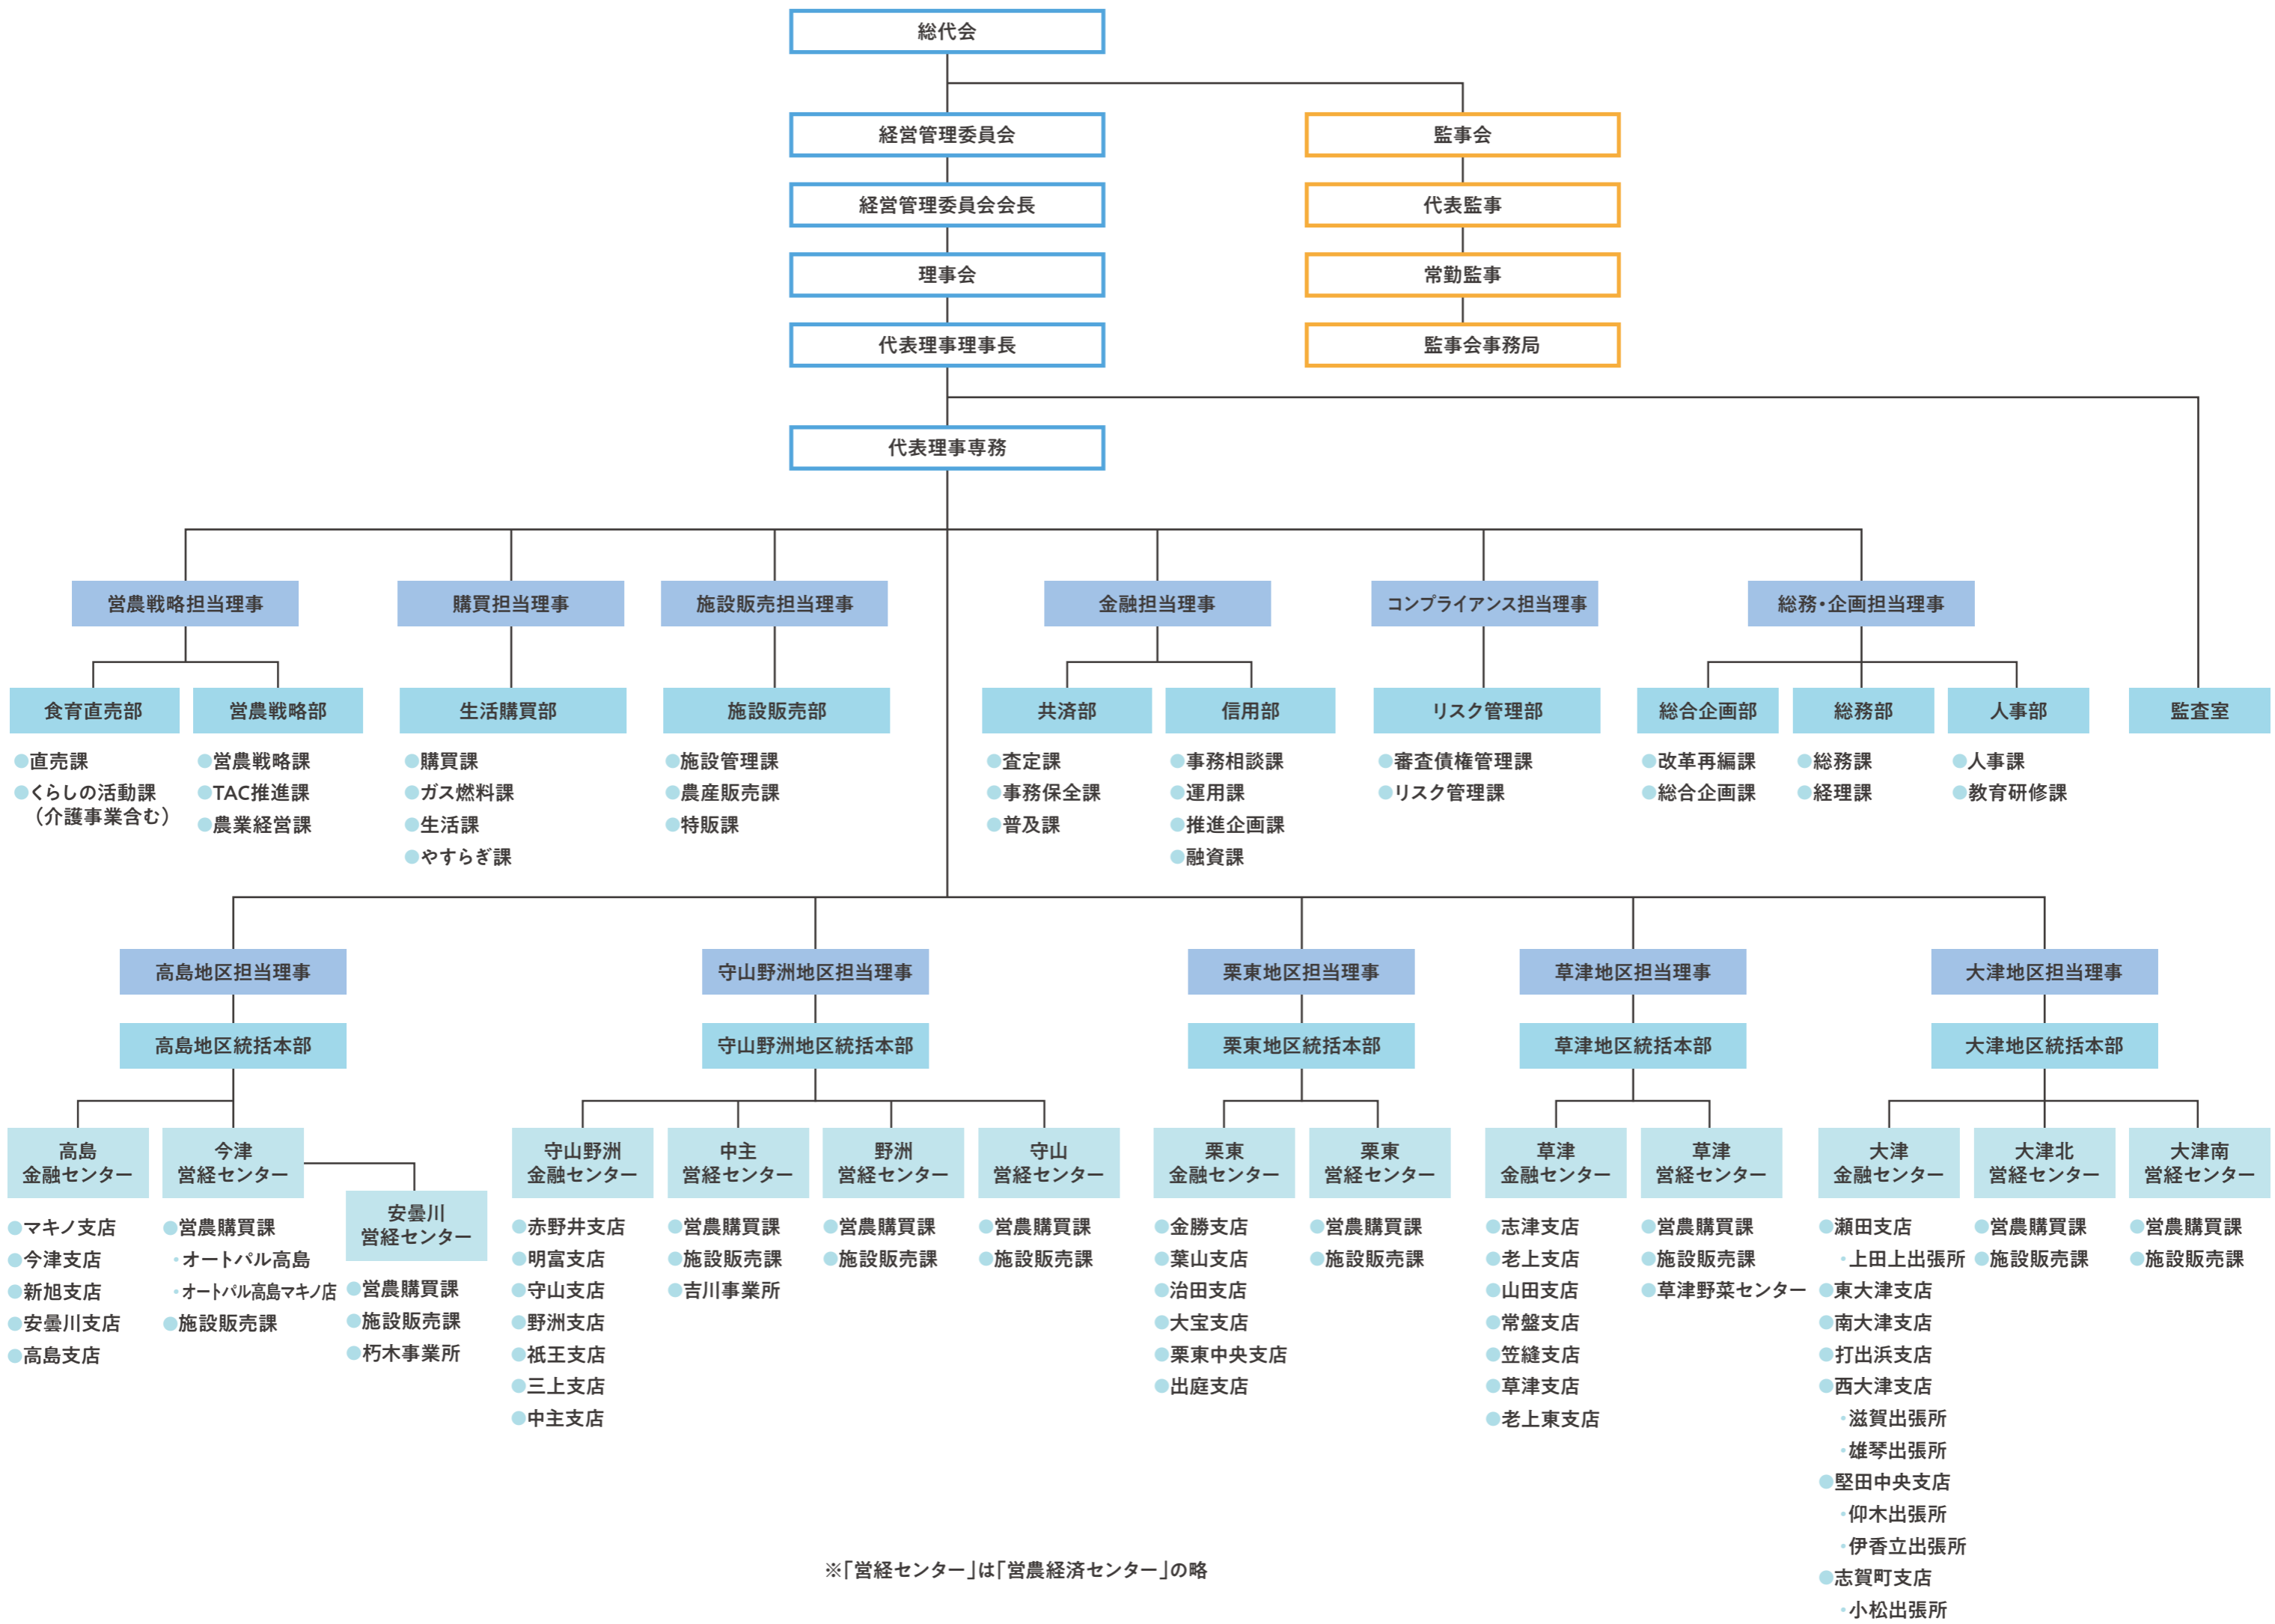 総代会
経営管理委員会
監事会
経営管理委員会会長
代表監事
理事会
常勤監事
代表理事理事長
監事会事務局
代表理事専務
営農戦略担当理事
購買担当理事
施設販売担当理事
金融担当理事
コンプライアンス担当理事
総務・企画担当理事
食育直売部
●直売課
●くらしの活動課
（介護事業含む）
営農戦略部
●営農戦略課
●TAC推進課
●農業経営課
生活購買部
●購買課
●ガス燃料課
●生活課
●やすらぎ課
施設販売部
●施設管理課
●農産販売課
●特販課
共済部
●査定課
●事務保全課
●普及課
信用部
●事務相談課
●運用課
●推進企画課
●融資課
リスク管理部
●審査債権管理課
●リスク管理課
総合企画部
●改革再編課
●総合企画課
総務部
●総務課
●経理課
人事部
●人事課
●教育研修課
監査室
高島地区担当理事
守山野洲地区担当理事
栗東地区担当理事
草津地区担当理事
大津地区担当理事
高島地区統括本部
守山野洲地区統括本部
栗東地区統括本部
草津地区統括本部
大津地区統括本部
高島
金融センター
●マキノ支店
●今津支店
●新旭支店
●安曇川支店
●高島支店
今津
営経センター
●営農購買課
・オートパル高島
・オートパル高島マキノ店
●施設販売課
安曇川
営経センター
●営農購買課
●施設販売課
●朽木事業所
守山野洲
金融センター
●赤野井支店
●明富支店
●守山支店
●野洲支店
●祇王支店
●三上支店
●中主支店
中主
営経センター
●営農購買課
●施設販売課
●吉川事業所
野洲
営経センター
●営農購買課
●施設販売課
守山
営経センター
●営農購買課
●施設販売課
栗東
金融センター
●金勝支店
●葉山支店
●治田支店
●大宝支店
●栗東中央支店
●出庭支店
栗東
営経センター
●営農購買課
●施設販売課
草津
金融センター
●志津支店
●老上支店
●山田支店
●常盤支店
●笠縫支店
●草津支店
●老上東支店
草津
営経センター
●営農購買課
●施設販売課
●草津野菜センター
大津
金融センター
●瀬田支店
・上田上出張所
●東大津支店
●南大津支店
●打出浜支店
●西大津支店
・滋賀出張所
・雄琴出張所
●堅田中央支店
・仰木出張所
・伊香立出張所
●志賀町支店
・小松出張所
大津北
営経センター
●営農購買課
●施設販売課
大津南
営経センター
●営農購買課
●施設販売課
※「営経センター」は「営農経済センター」の略